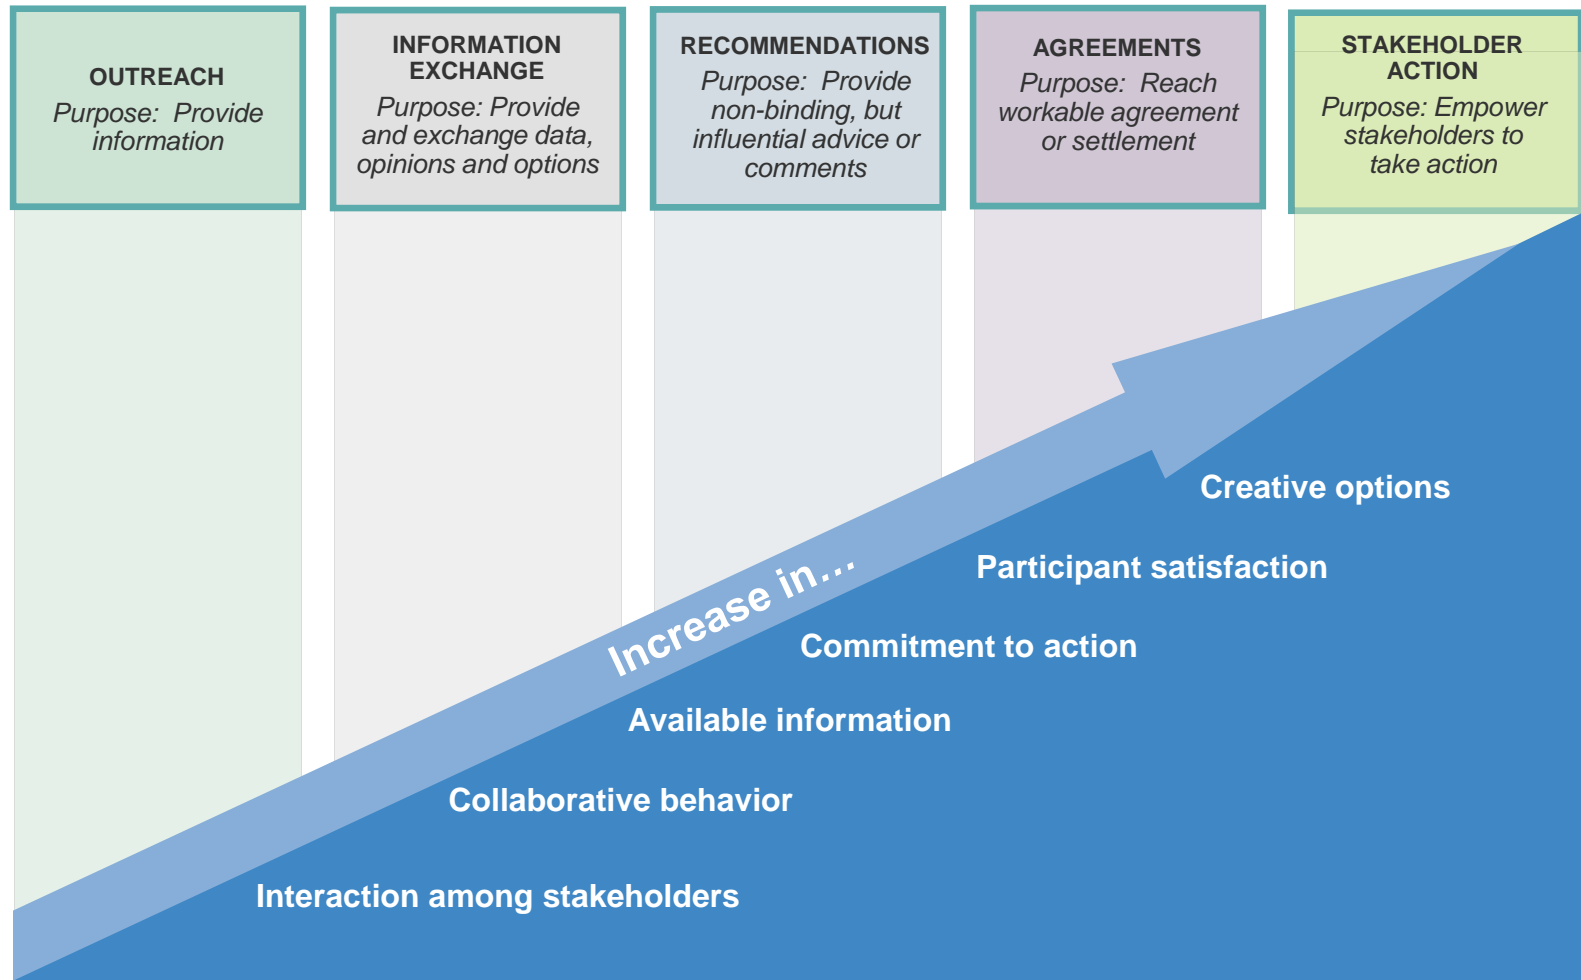 OUTREACH
Purpose:  Provide
information
INFORMATION
EXCHANGE
Purpose: Provide
and exchange data,
opinions and options
RECOMMENDATIONS
Purpose:  Provide
non-binding, but
influential advice or
comments
AGREEMENTS
Purpose:  Reach
workable agreement
or settlement
STAKEHOLDER
ACTION
Purpose: Empower
stakeholders to
take action
Increase in…
Creative options
Participant satisfaction
Commitment to action
Available information
Collaborative behavior
Interaction among stakeholders